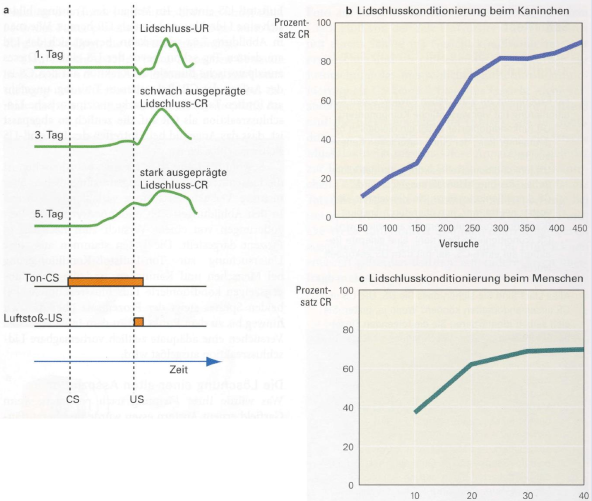 a
Lidschluss-UR
1. Tag
schwach ausgeprägte
Lidschluss-CR
3. Tag
stark ausgeprägte
Lidschluss-CR
5. Tag
Ton-CS
Luftstoß-US
Zeit
CS US
b Lidschlusskonditionierung beim Kaninchen
Prozent-
satz CR
100
80
60
40
20
0
50 100 150 200 250 300 350 400 450
Versuche
c Lidschlusskonditionierung beim Menschen
Prozent-
satz CR
100
80
60
40
20
0
10 20 30 40